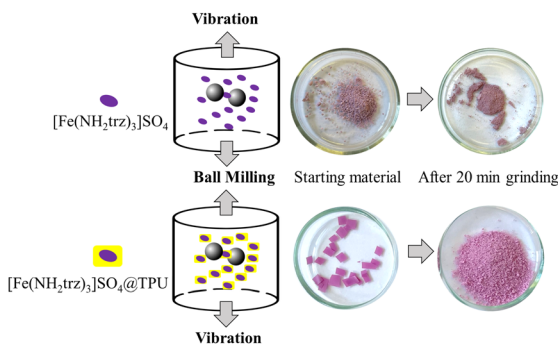 Vibration
[Fe(NH₂trz)₃]SO₄
Ball Milling
Starting material
After 20 min grinding
[Fe(NH₂trz)₃]SO₄@TPU
Vibration